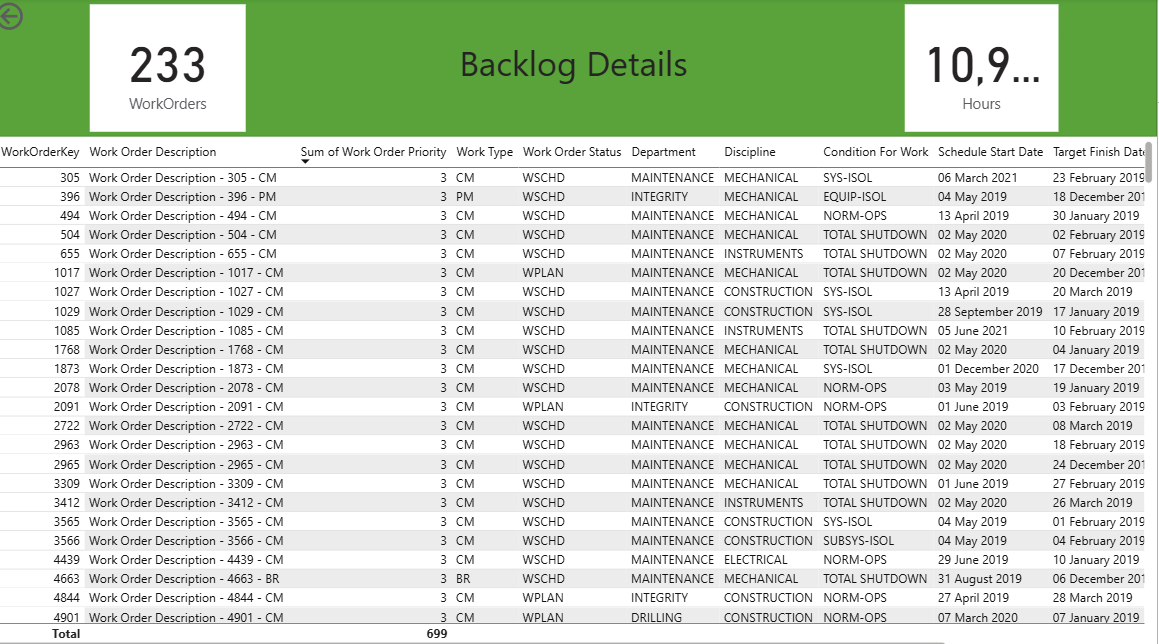 233
WorkOrders
Backlog Details
10,9...
Hours
WorkOrderKey Work Order Description Sum of Work Order Priority Work Type Work Order Status Department Discipline Condition For Work Schedule Start Date Target Finish Date
305 Work Order Description - 305 - CM 3 CM WSCHD MAINTENANCE MECHANICAL SYS-ISOL 06 March 2021 23 February 2019
396 Work Order Description - 396 - PM 3 PM WSCHD INTEGRITY MECHANICAL EQUIP-ISOL 04 May 2019 18 December 201
494 Work Order Description - 494 - CM 3 CM WSCHD MAINTENANCE MECHANICAL NORM-OPS 13 April 2019 30 January 2019
504 Work Order Description - 504 - CM 3 CM WSCHD MAINTENANCE MECHANICAL TOTAL SHUTDOWN 02 May 2020 02 February 2019
655 Work Order Description - 655 - CM 3 CM WSCHD MAINTENANCE INSTRUMENTS TOTAL SHUTDOWN 02 May 2020 07 February 2019
1017 Work Order Description - 1017 - CM 3 CM WPLAN MAINTENANCE MECHANICAL TOTAL SHUTDOWN 02 May 2020 20 December 201
1027 Work Order Description - 1027 - CM 3 CM WSCHD MAINTENANCE CONSTRUCTION SYS-ISOL 13 April 2019 20 March 2019
1029 Work Order Description - 1029 - CM 3 CM WSCHD MAINTENANCE CONSTRUCTION SYS-ISOL 28 September 2019 17 January 2019
1085 Work Order Description - 1085 - CM 3 CM WSCHD MAINTENANCE INSTRUMENTS TOTAL SHUTDOWN 05 June 2021 10 February 2019
1768 Work Order Description - 1768 - CM 3 CM WSCHD MAINTENANCE MECHANICAL TOTAL SHUTDOWN 02 May 2020 04 January 2019
1873 Work Order Description - 1873 - CM 3 CM WSCHD MAINTENANCE MECHANICAL SYS-ISOL 01 December 2020 17 December 201
2078 Work Order Description - 2078 - CM 3 CM WSCHD MAINTENANCE MECHANICAL NORM-OPS 03 May 2019 19 January 2019
2091 Work Order Description - 2091 - CM 3 CM WPLAN INTEGRITY CONSTRUCTION NORM-OPS 01 June 2019 03 February 2019
2722 Work Order Description - 2722 - CM 3 CM WSCHD MAINTENANCE MECHANICAL TOTAL SHUTDOWN 02 May 2020 08 March 2019
2963 Work Order Description - 2963 - CM 3 CM WSCHD MAINTENANCE MECHANICAL TOTAL SHUTDOWN 02 May 2020 18 February 2019
2965 Work Order Description - 2965 - CM 3 CM WSCHD MAINTENANCE MECHANICAL TOTAL SHUTDOWN 02 May 2020 24 December 201
3309 Work Order Description - 3309 - CM 3 CM WSCHD MAINTENANCE MECHANICAL TOTAL SHUTDOWN 01 June 2019 27 February 2019
3412 Work Order Description - 3412 - CM 3 CM WSCHD MAINTENANCE INSTRUMENTS TOTAL SHUTDOWN 02 May 2020 26 March 2019
3565 Work Order Description - 3565 - CM 3 CM WSCHD MAINTENANCE CONSTRUCTION SYS-ISOL 04 May 2019 01 February 2019
3566 Work Order Description - 3566 - CM 3 CM WSCHD MAINTENANCE CONSTRUCTION SUBSYS-ISOL 04 May 2019 04 February 2019
4439 Work Order Description - 4439 - CM 3 CM WSCHD MAINTENANCE ELECTRICAL NORM-OPS 29 June 2019 10 January 2019
4663 Work Order Description - 4663 - BR 3 BR WSCHD MAINTENANCE MECHANICAL TOTAL SHUTDOWN 31 August 2019 06 December 201
4844 Work Order Description - 4844 - CM 3 CM WPLAN INTEGRITY CONSTRUCTION NORM-OPS 27 April 2019 28 March 2019
4901 Work Order Description - 4901 - CM 3 CM WPLAN DRILLING CONSTRUCTION NORM-OPS 07 March 2020 07 January 2019
Total 699